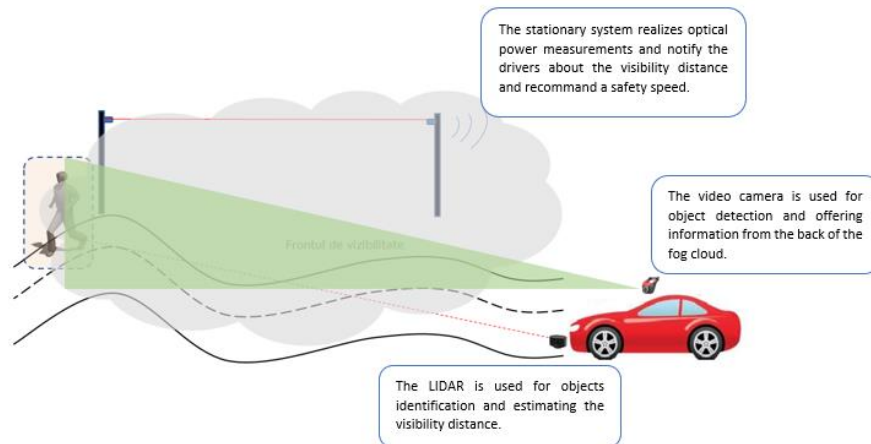 The stationary system realizes optical
power measurements and notify the
drivers about the visibility distance
and recommand a safety speed.
The video camera is used for
object detection and offering
information from the back of the
fog cloud.
Frontul de vizibilitate
The LIDAR is used for objects
identification and estimating the
visibility distance.